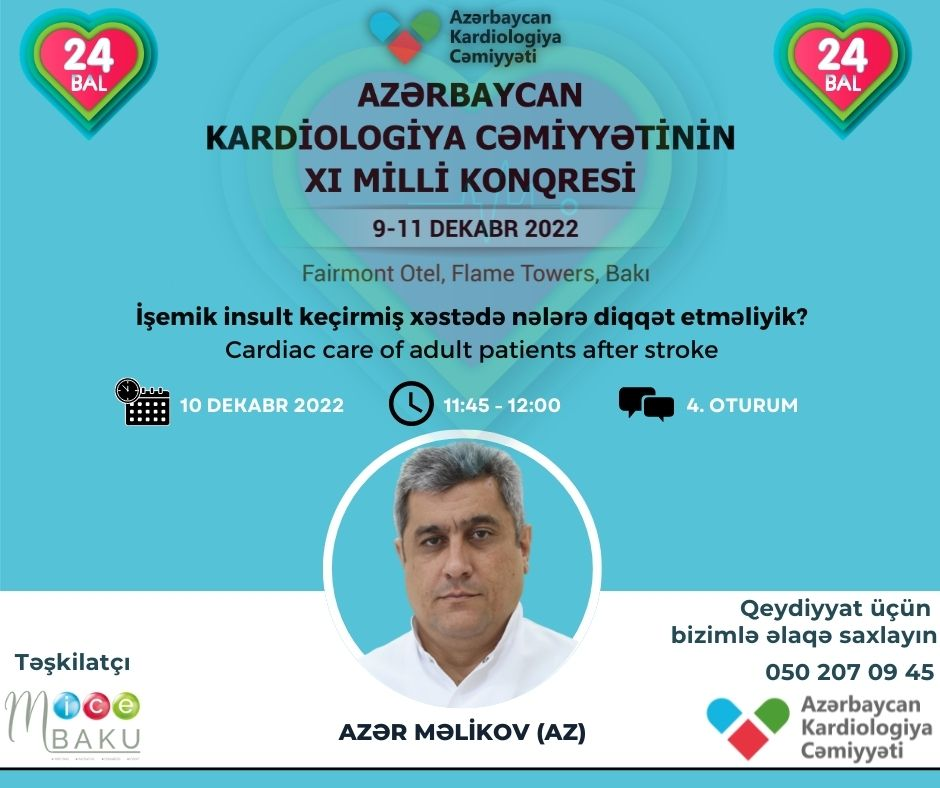 24
BAL
Azərbaycan
Kardiologiya
Cəmiyyəti
24
BAL
AZƏRBAYCAN
KARDİOLOGİYA CƏMİYYƏTİNİN
XI MİLLİ KONQRESİ
9-11 DEKABR 2022
Fairmont Otel, Flame Towers, Bakı
İşemik insult keçirmiş xəstədə nələrə diqqət etməliyik?
Cardiac care of adult patients after stroke
10 DEKABR 2022
11:45 - 12:00
4. OTURUM
Qeydiyyat üçün
bizimlə əlaqə saxlayın
050 207 09 45
Təşkilatçı
Mice
BAKU
AZƏR MƏLİKOV (AZ)
Azərbaycan
Kardiologiya
Cəmiyyəti